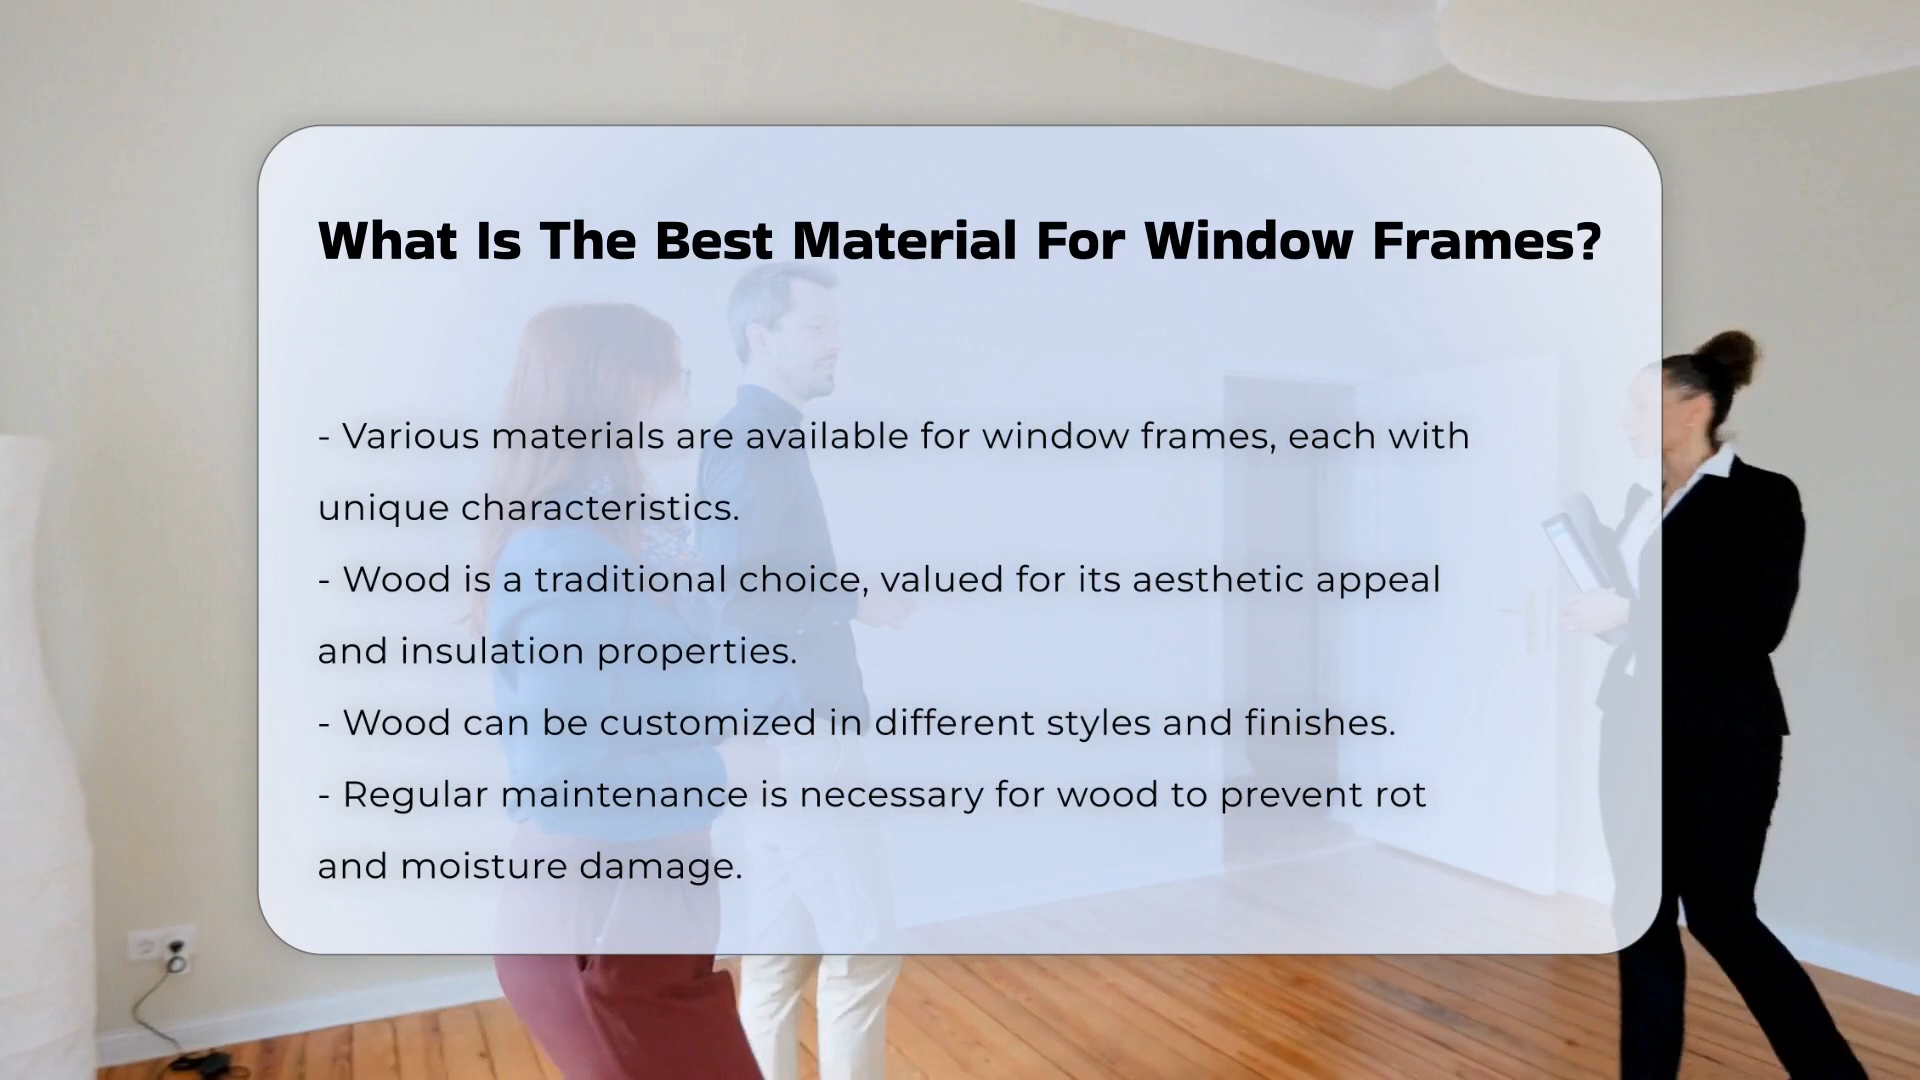 What Is The Best Material For Window Frames?
- Various materials are available for window frames, each with
unique characteristics.
- Wood is a traditional choice, valued for its aesthetic appeal
and insulation properties.
- Wood can be customized in different styles and finishes.
- Regular maintenance is necessary for wood to prevent rot
and moisture damage.